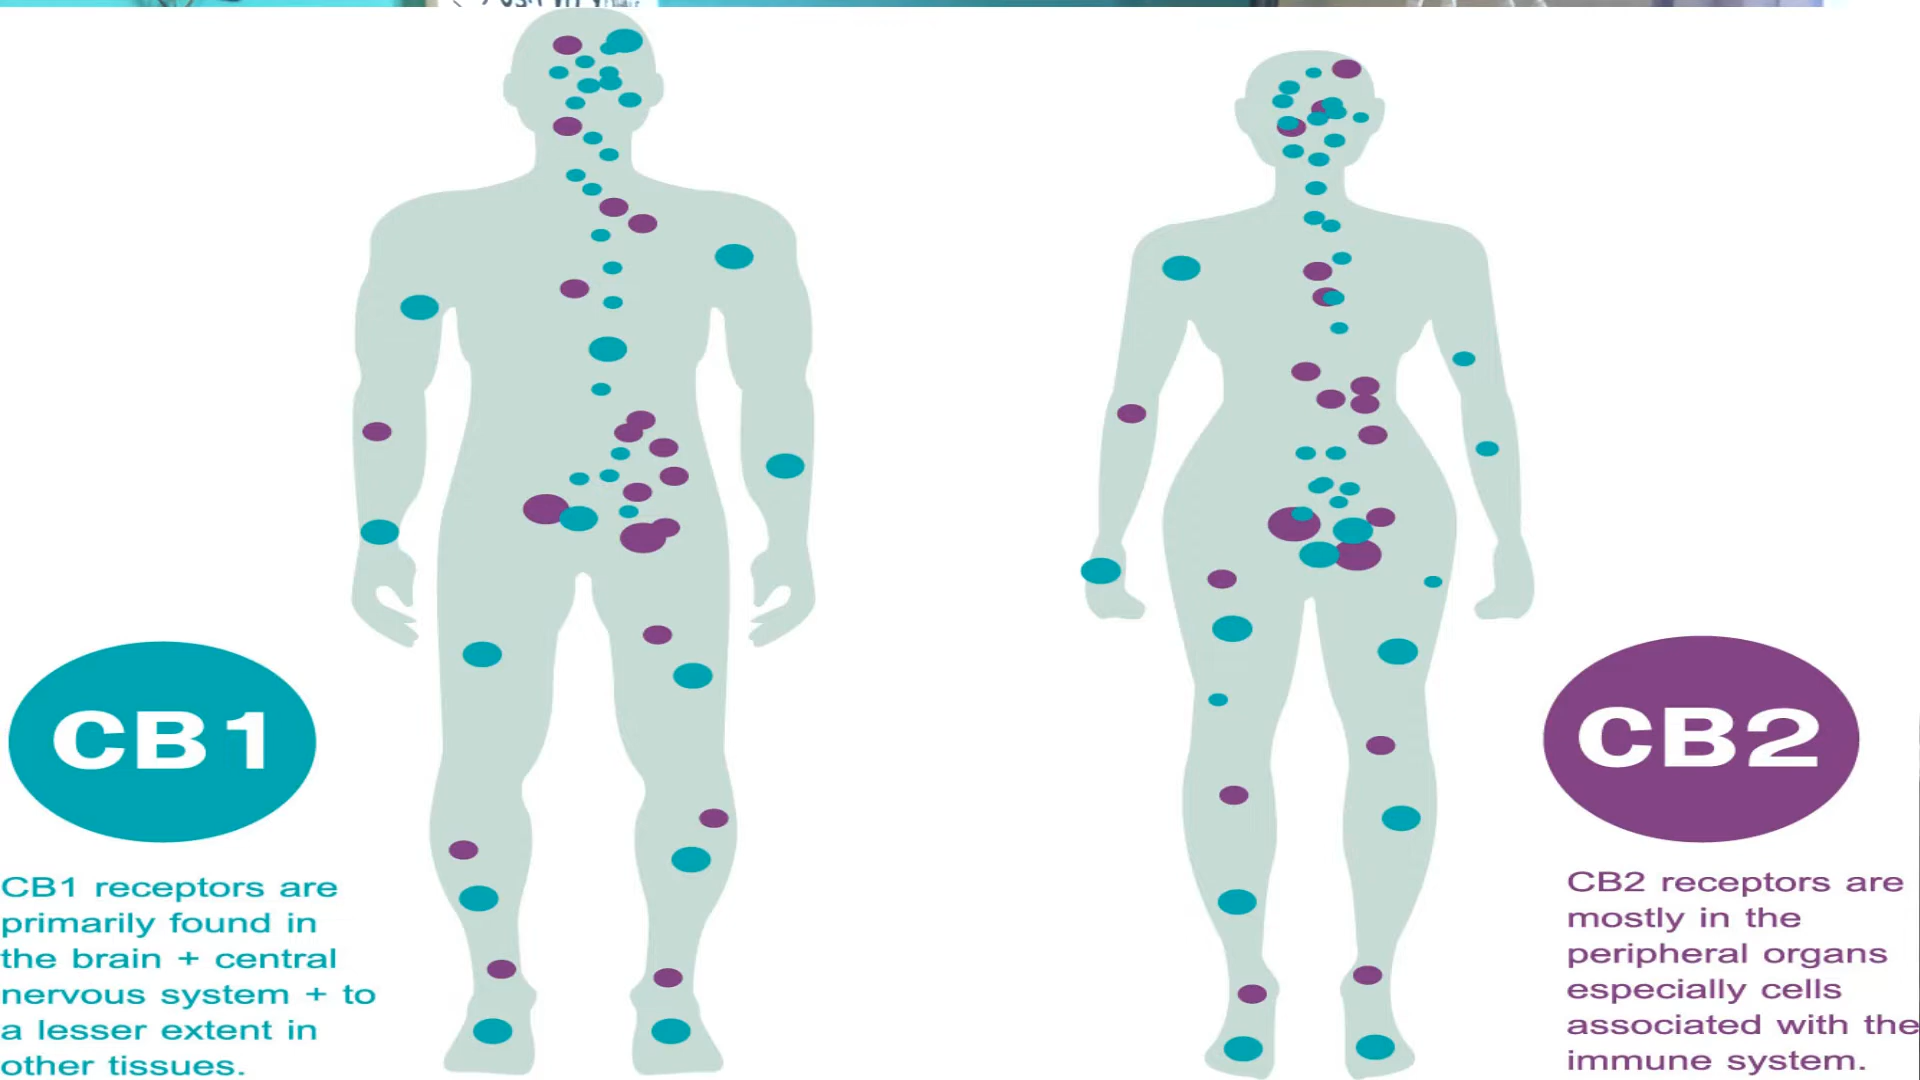 CB1
CB1 receptors are
primarily found in
the brain + central
nervous system + to
a lesser extent in
other tissues.
CB2
CB2 receptors are
mostly in the
peripheral organs
especially cells
associated with the
immune system.